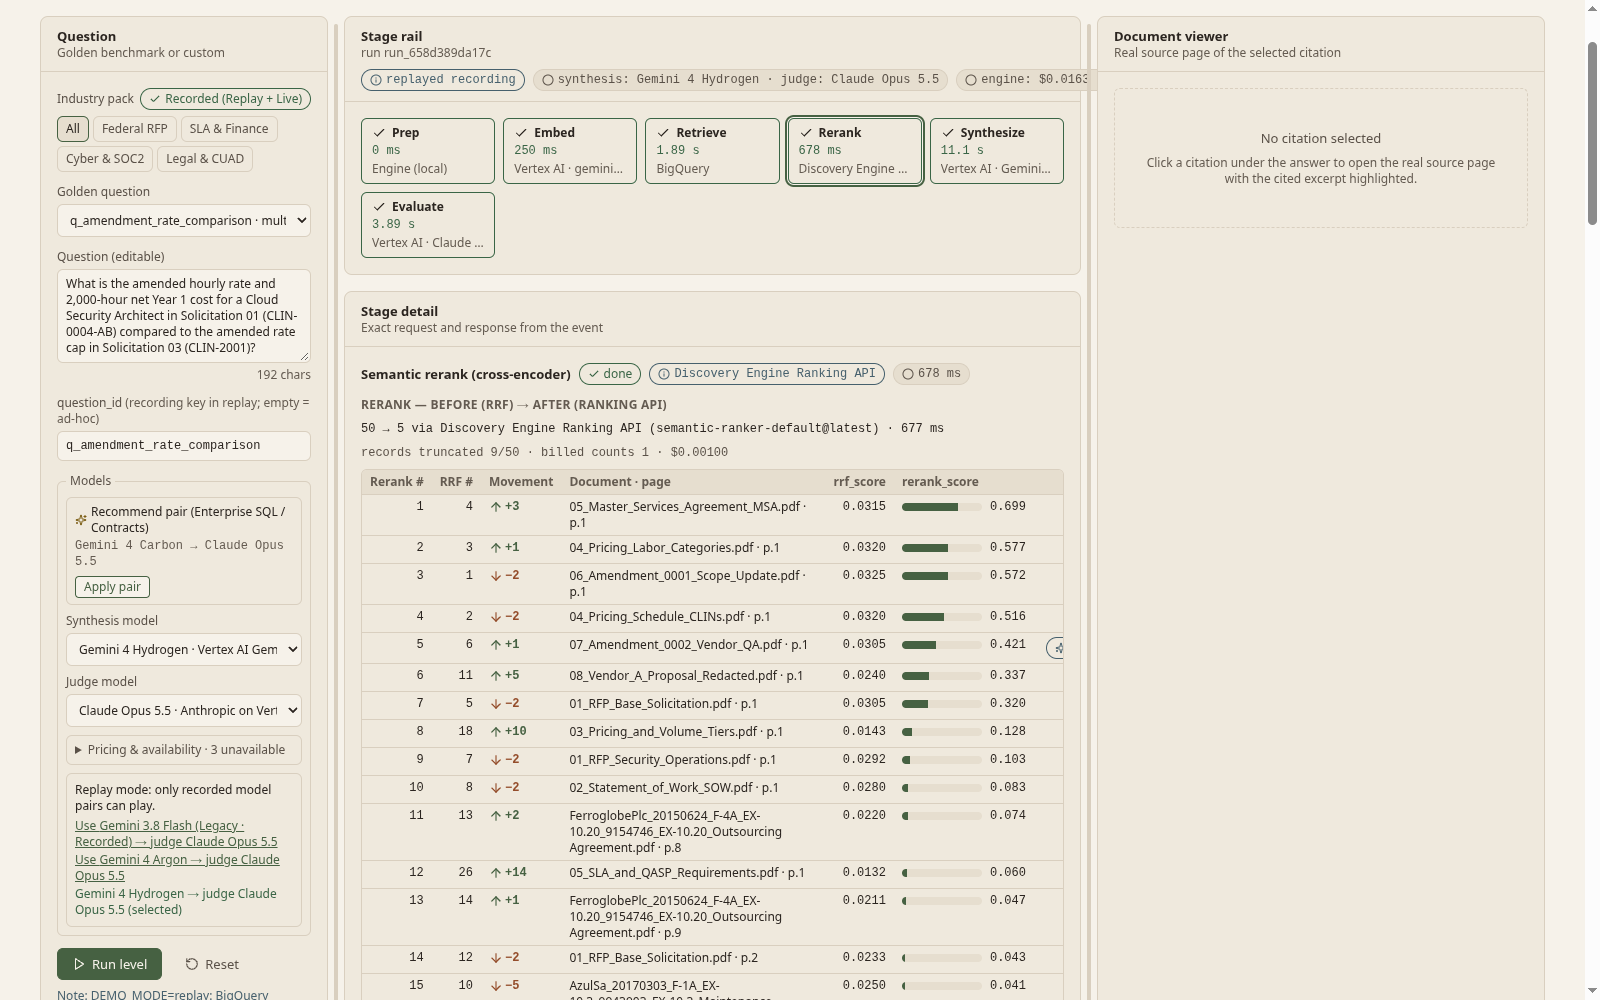 Question
Golden benchmark or custom
Industry pack
Recorded (Replay + Live)
All
Federal RFP
SLA & Finance
Cyber & SOC2
Legal & CUAD
Golden question
q_amendment_rate_comparison · mult
Question (editable)
What is the amended hourly rate and
2,000-hour net Year 1 cost for a Cloud
Security Architect in Solicitation 01 (CLIN-
0004-AB) compared to the amended rate
cap in Solicitation 03 (CLIN-2001)?
192 chars
question_id (recording key in replay; empty =
ad-hoc)
q_amendment_rate_comparison
Models
Recommend pair (Enterprise SQL /
Contracts)
Gemini 4 Carbon → Claude Opus
5.5
Apply pair
Synthesis model
Gemini 4 Hydrogen · Vertex AI Gem
Judge model
Claude Opus 5.5 · Anthropic on Vert
Pricing & availability · 3 unavailable
Replay mode: only recorded model
pairs can play.
Use Gemini 3.8 Flash (Legacy ·
Recorded) → judge Claude Opus 5.5
Use Gemini 4 Argon → judge Claude
Opus 5.5
Gemini 4 Hydrogen → judge Claude
Opus 5.5 (selected)
Run level
Reset
Note: DEMO_MODE=replay: BigQuery
Stage rail
run run_658d389da17c
replayed recording
synthesis: Gemini 4 Hydrogen · judge: Claude Opus 5.5
engine: $0.0163
Prep
0 ms
Engine (local)
Embed
250 ms
Vertex AI · gemini...
Retrieve
1.89 s
BigQuery
Rerank
678 ms
Discovery Engine ...
Synthesize
11.1 s
Vertex AI · Gemini...
Evaluate
3.89 s
Vertex AI · Claude ...
Stage detail
Exact request and response from the event
Semantic rerank (cross-encoder)
done
Discovery Engine Ranking API
678 ms
RERANK — BEFORE (RRF) → AFTER (RANKING API)
50 → 5 via Discovery Engine Ranking API (semantic-ranker-default@latest) · 677 ms
records truncated 9/50 · billed counts 1 · $0.00100
Rerank # RRF # Movement Document · page rrf_score rerank_score
1 4 ↑ +3 05_Master_Services_Agreement_MSA.pdf · 0.0315 0.699
p.1
2 3 ↑ +1 04_Pricing_Labor_Categories.pdf · p.1 0.0320 0.577
3 1 ↓ −2 06_Amendment_0001_Scope_Update.pdf · 0.0325 0.572
p.1
4 2 ↓ −2 04_Pricing_Schedule_CLINs.pdf · p.1 0.0320 0.516
5 6 ↑ +1 07_Amendment_0002_Vendor_QA.pdf · p.1 0.0305 0.421
6 11 ↑ +5 08_Vendor_A_Proposal_Redacted.pdf · p.1 0.0240 0.337
7 5 ↓ −2 01_RFP_Base_Solicitation.pdf · p.1 0.0305 0.320
8 18 ↑ +10 03_Pricing_and_Volume_Tiers.pdf · p.1 0.0143 0.128
9 7 ↓ −2 01_RFP_Security_Operations.pdf · p.1 0.0292 0.103
10 8 ↓ −2 02_Statement_of_Work_SOW.pdf · p.1 0.0280 0.083
11 13 ↑ +2 FerroglobePlc_20150624_F-4A_EX- 0.0220 0.074
10.20_9154746_EX-10.20_Outsourcing
Agreement.pdf · p.8
12 26 ↑ +14 05_SLA_and_QASP_Requirements.pdf · p.1 0.0132 0.060
13 14 ↑ +1 FerroglobePlc_20150624_F-4A_EX- 0.0211 0.047
10.20_9154746_EX-10.20_Outsourcing
Agreement.pdf · p.9
14 12 ↓ −2 01_RFP_Base_Solicitation.pdf · p.2 0.0233 0.043
15 10 ↓ −5 AzulSa_20170303_F-1A_EX- 0.0250 0.041
Document viewer
Real source page of the selected citation
No citation selected
Click a citation under the answer to open the real source page
with the cited excerpt highlighted.